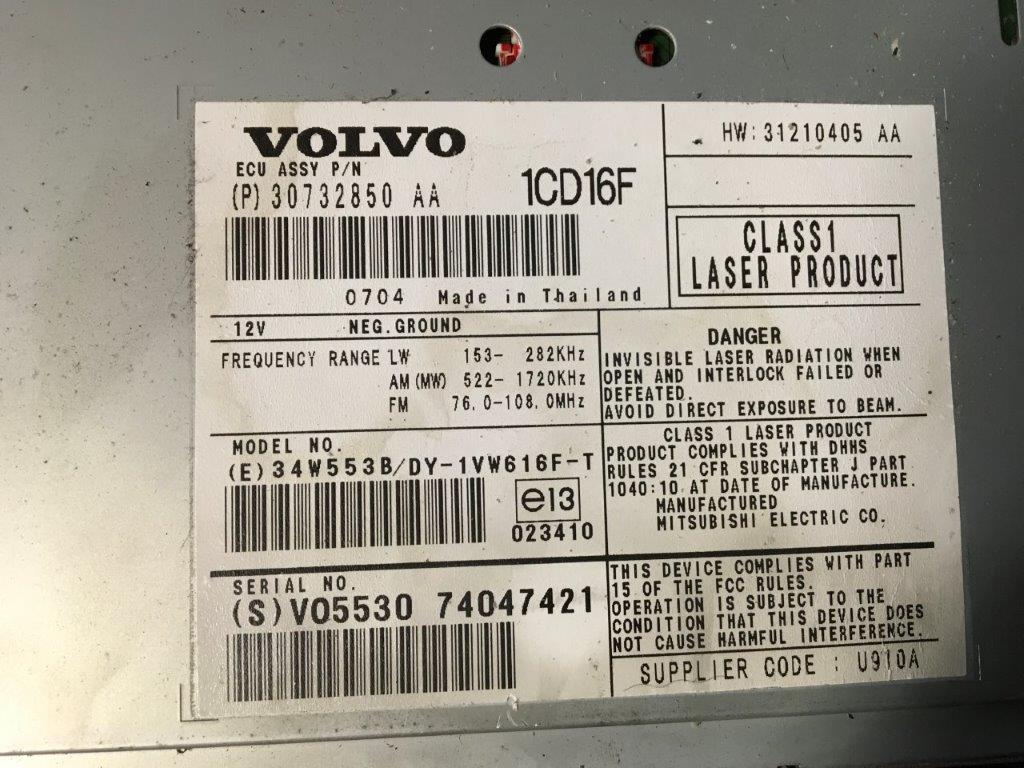 VOLVO
ECU ASSY P/N
(P) 30732850 AA
1CD16F
0704 Made in Thailand
HW: 31210405 AA
CLASS1
LASER PRODUCT
12V NEG. GROUND
FREQUENCY RANGE LW 153- 282KHz
AM (MW) 522- 1720KHz
FM 76.0-108.0MHz
DANGER
INVISIBLE LASER RADIATION WHEN
OPEN AND INTERLOCK FAILED OR
DEFEATED.
AVOID DIRECT EXPOSURE TO BEAM.
MODEL NO.
(E) 34W553B/DY-1VW616F-T
e13
023410
CLASS 1 LASER PRODUCT
PRODUCT COMPLIES WITH DHHS
RULES 21 CFR SUBCHAPTER J PART
1040:10 AT DATE OF MANUFACTURE.
MANUFACTURED
MITSUBISHI ELECTRIC CO.
SERIAL NO.
(S) VO5530 74047421
THIS DEVICE COMPLIES WITH PART
15 OF THE FCC RULES.
OPERATION IS SUBJECT TO THE
CONDITION THAT THIS DEVICE DOES
NOT CAUSE HARMFUL INTERFERENCE.
SUPPLIER CODE : U910A